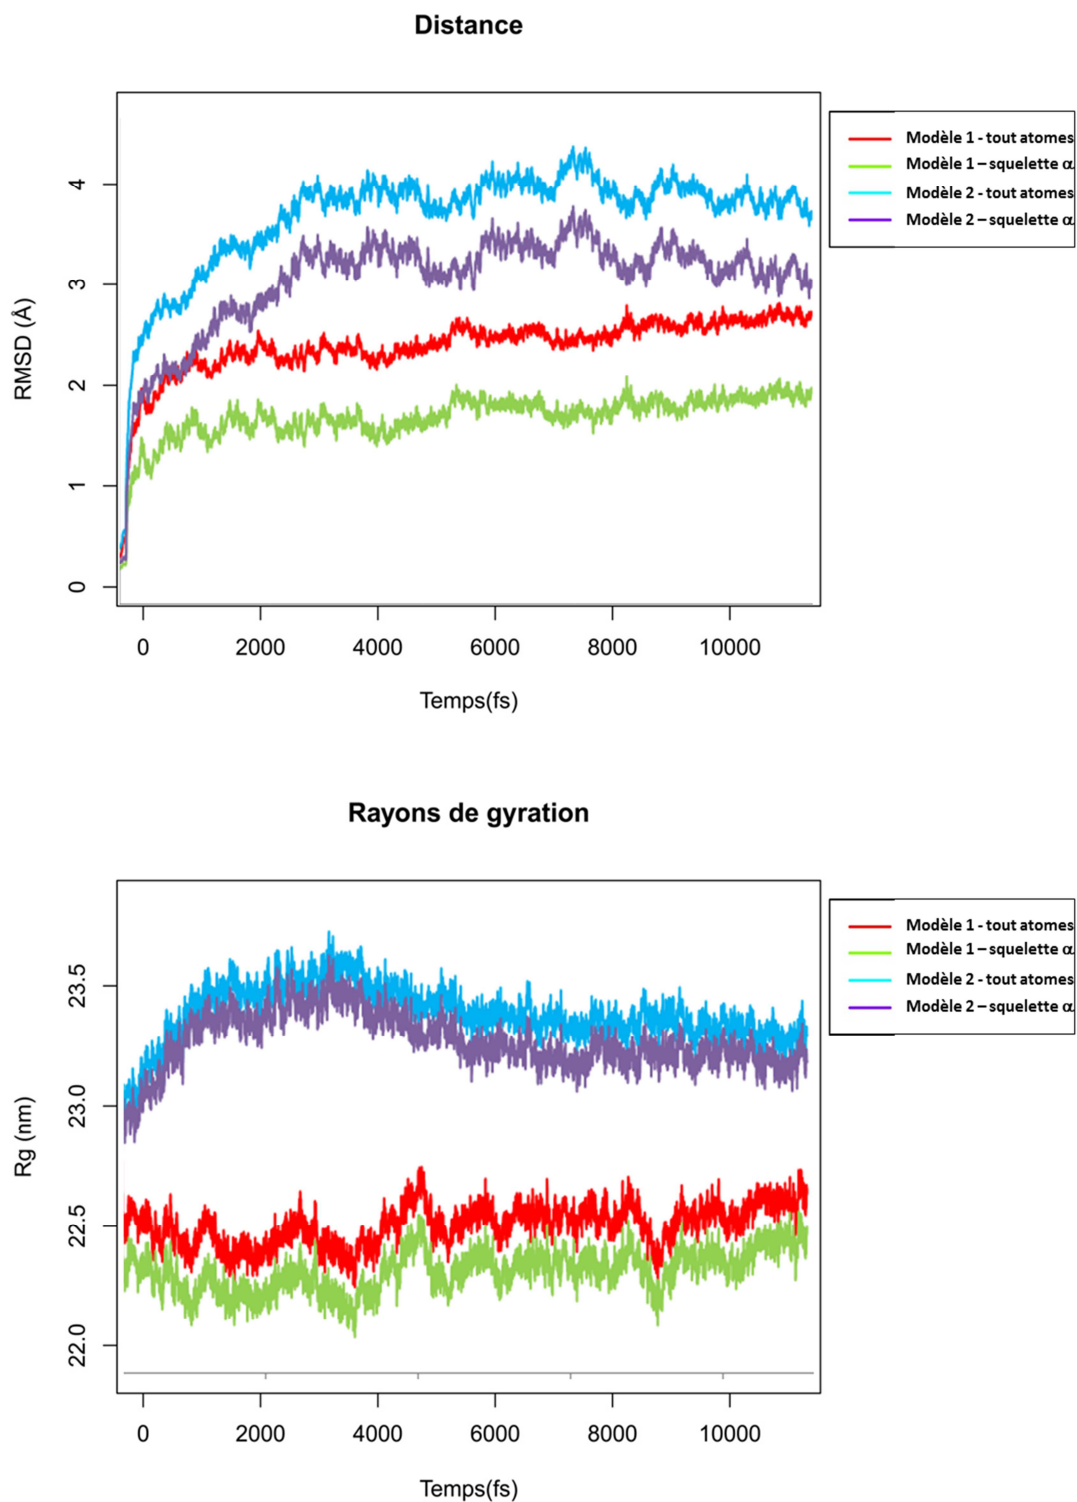 Distance
Modèle 1 - tout atomes
Modèle 1 – squelette α
Modèle 2 - tout atomes
Modèle 2 – squelette α
RMSD (Å)
4
3
2
1
0
0 2000 4000 6000 8000 10000
Temps(fs)
Rayons de gyration
Modèle 1 - tout atomes
Modèle 1 – squelette α
Modèle 2 - tout atomes
Modèle 2 – squelette α
Rg (nm)
23.5
23.0
22.5
22.0
0 2000 4000 6000 8000 10000
Temps(fs)